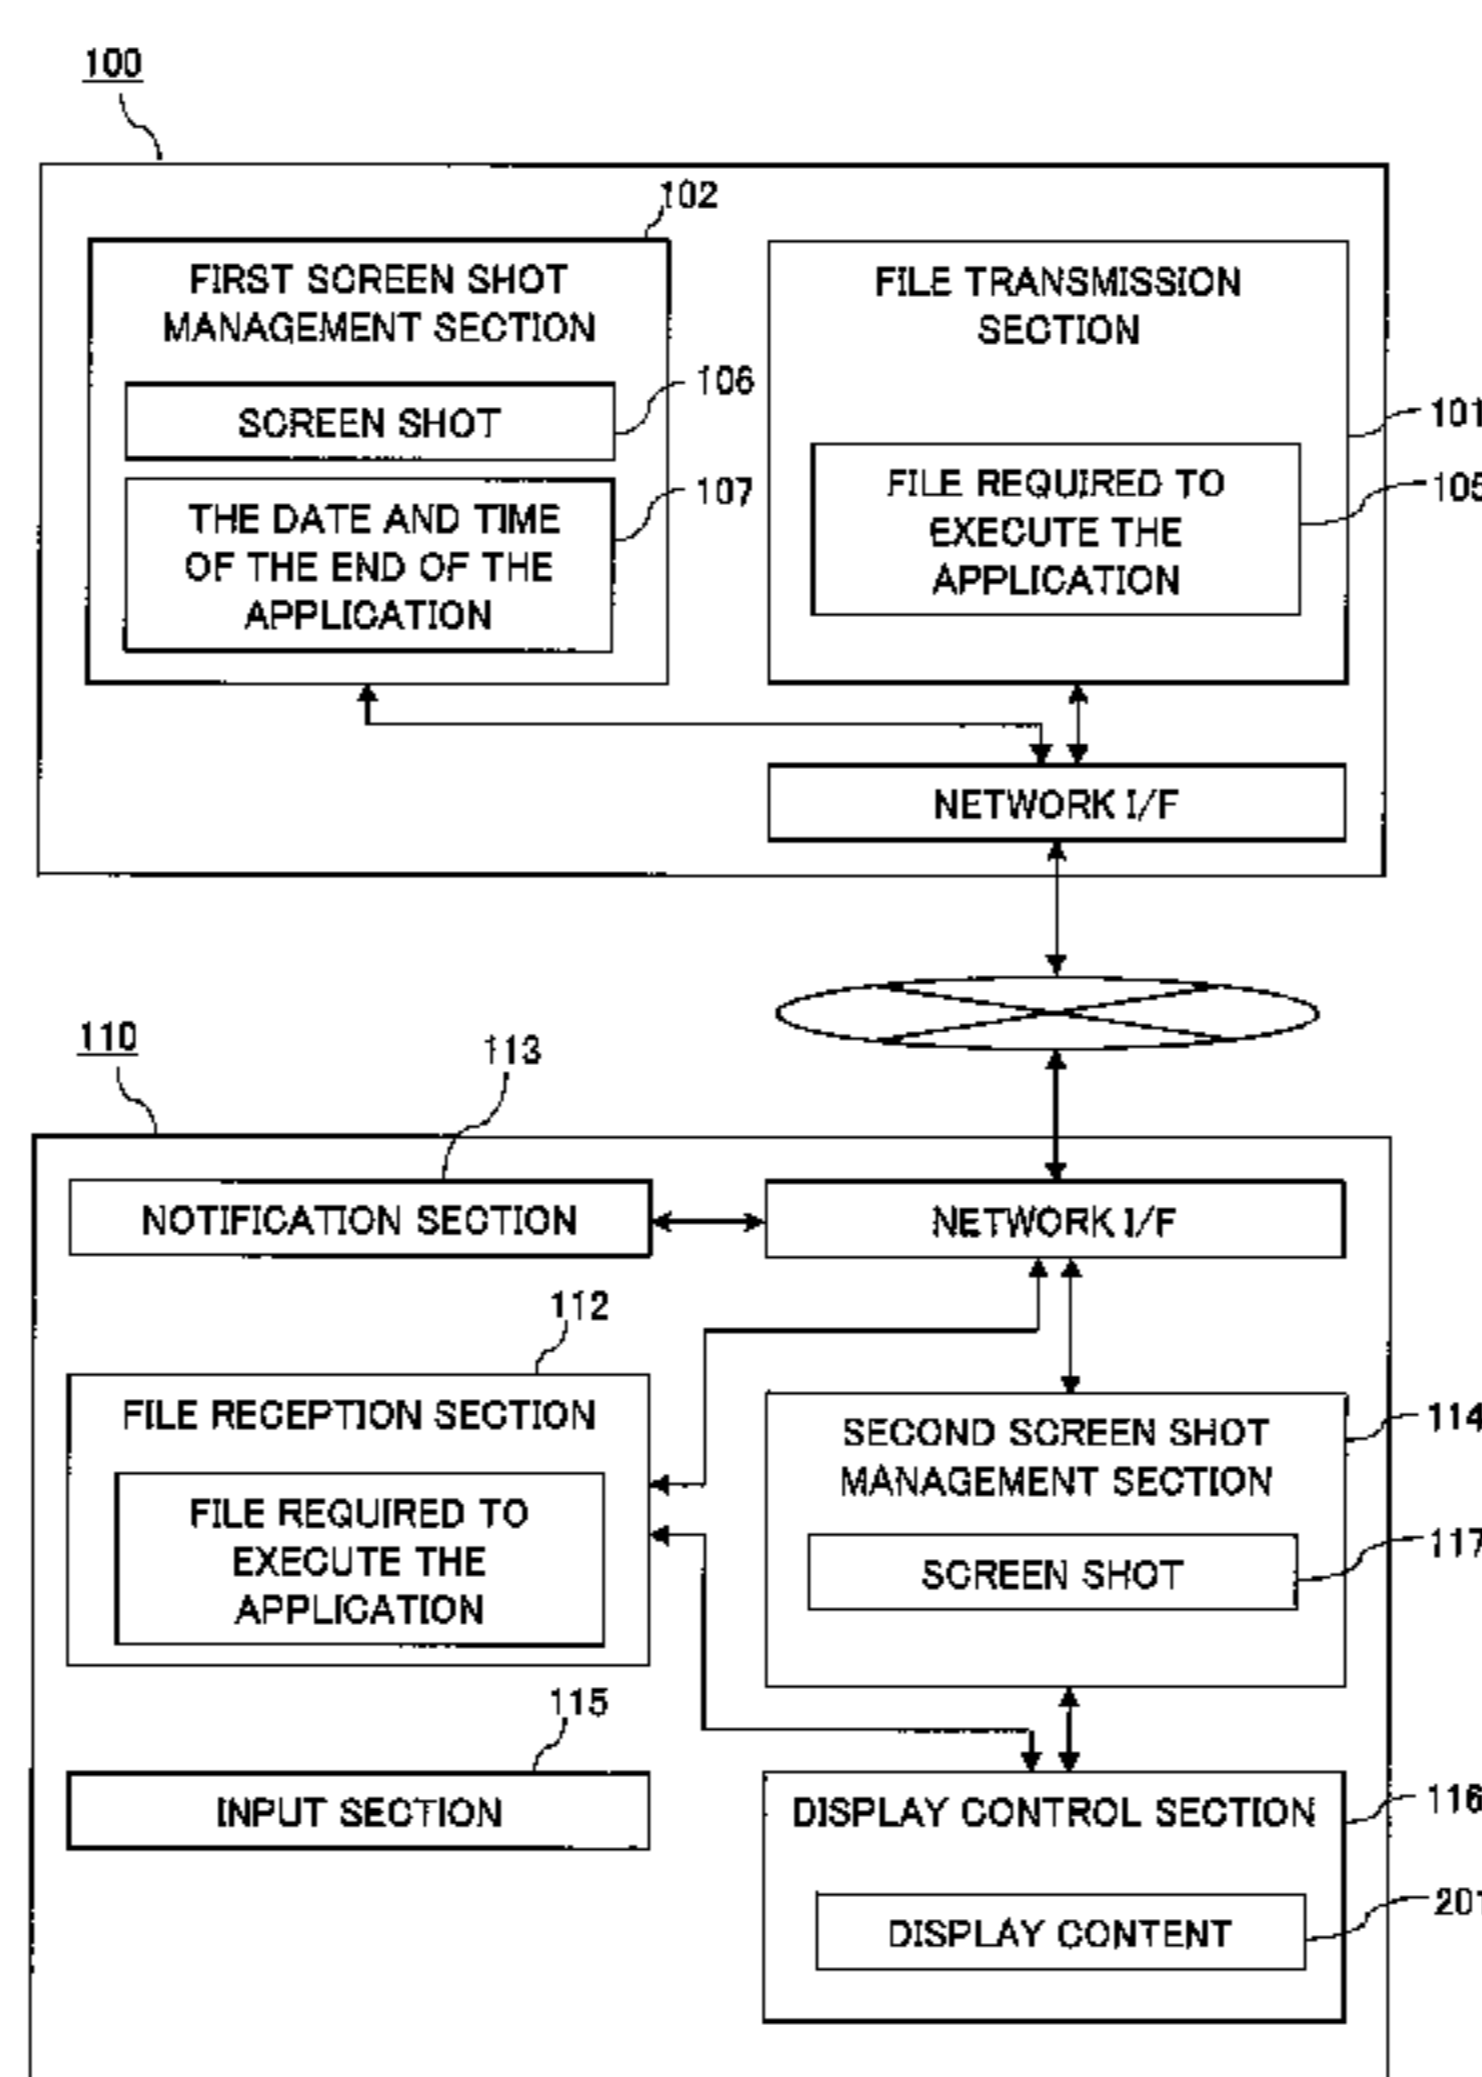 100
102
FIRST SCREEN SHOT
MANAGEMENT SECTION
106
SCREEN SHOT
107
THE DATE AND TIME
OF THE END OF THE
APPLICATION
FILE TRANSMISSION
SECTION
101
FILE REQUIRED TO
EXECUTE THE
APPLICATION
105
NETWORK I/F
110
113
NOTIFICATION SECTION
NETWORK I/F
112
FILE RECEPTION SECTION
FILE REQUIRED TO
EXECUTE THE
APPLICATION
SECOND SCREEN SHOT
MANAGEMENT SECTION
114
SCREEN SHOT
117
115
INPUT SECTION
DISPLAY CONTROL SECTION
116
DISPLAY CONTENT
201